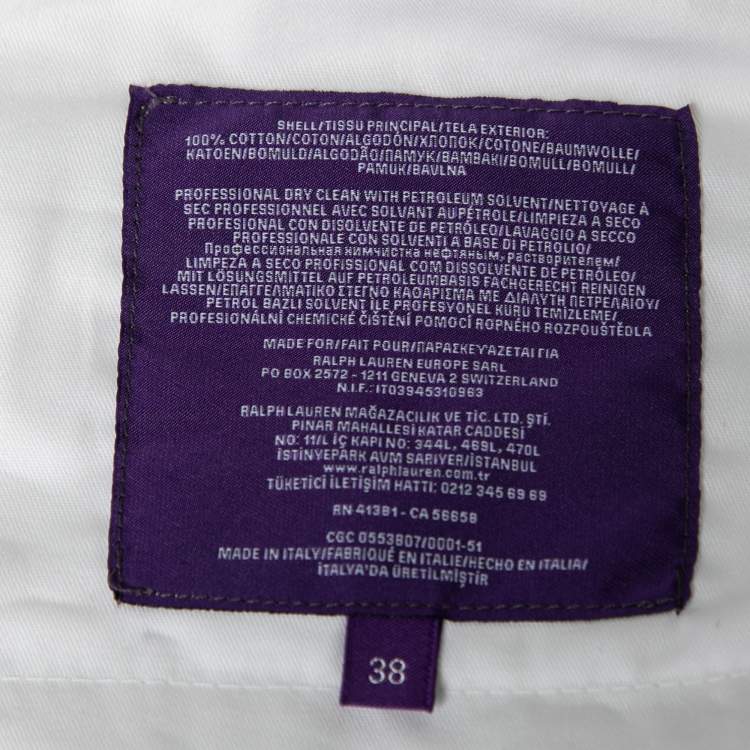 SHELL/TISSU PRINCIPAL/TELA EXTERIOR:
100% COTTON/COTON/ALGODÓN/ХЛОПОК/COTONE/BAUMWOLLE/
KATOEN/BOMULD/ALGODÃO/ПАМУК/BAMBAKI/BOMULL/BOMULL/
PAMUK/BAVLNA
PROFESSIONAL DRY CLEAN WITH PETROLEUM SOLVENT/NETTOYAGE À
SEC PROFESSIONNEL AVEC SOLVANT AU PÉTROLE/LIMPIEZA A SECO
PROFESIONAL CON DISOLVENTE DE PETRÓLEO/LAVAGGIO A SECCO
PROFESSIONALE CON SOLVENTI A BASE DI PETROLIO/
Профессиональная химчистка нефтяным, растворителем/
LIMPEZA A SECO PROFISSIONAL COM DISSOLVENTE DE PETRÓLEO/
MIT LÖSUNGSMITTEL AUF PETROLEUMBASIS FACHGERECHT REINIGEN
LASSEN/ΕΠΑΓΓΕΛΜΑΤΙΚΟ ΣΤΕΓΝΟ ΚΑΘΑΡΙΣΜΑ ΜΕ ΔΙΑΛΥΤΗ ΠΕΤΡΕΛΑΙΟΥ/
PETROL BAZLI SOLVENT İLE PROFESYONEL KURU TEMİZLEME/
PROFESIONÁLNÍ CHEMICKÉ ČIŠTĚNÍ POMOCÍ ROPNÉHO ROZPOUŠTĚDLA
MADE FOR/FAIT POUR/ΠΑΡΑΣΚΕΥΑΖΕΤΑΙ ΓΙΑ
RALPH LAUREN EUROPE SARL
PO BOX 2572 - 1211 GENEVA 2 SWITZERLAND
N.I.F.: IT03945310963
RALPH LAUREN MAĞAZACILIK VE TİC. LTD. ŞTİ.
PINAR MAHALLESİ KATAR CADDESİ
NO: 11/L İÇ KAPI NO: 344L, 469L, 470L
İSTİNYEPARK AVM SARIYER/İSTANBUL
www.ralphlauren.com.tr
TÜKETİCİ İLETİŞİM HATTI: 0212 345 69 69
RN 41381 - CA 56658
CGC 0553807/0001-51
MADE IN ITALY/FABRIQUÉ EN ITALIE/HECHO EN ITALIA/
İTALYA'DA ÜRETİLMİŞTİR
38